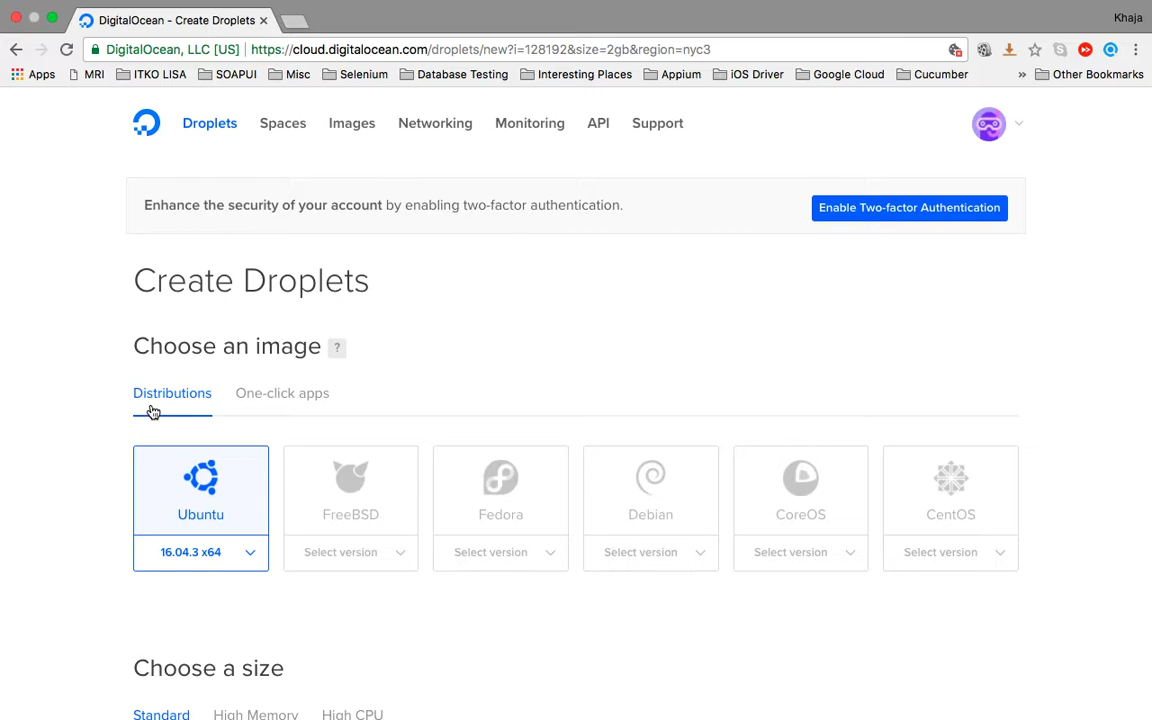 DigitalOcean - Create Droplets
Khaja
DigitalOcean, LLC [US] https://cloud.digitalocean.com/droplets/new?i=128192&size=2gb&region=nyc3
Apps MRI ITKO LISA SOAPUI Misc Selenium Database Testing Interesting Places Appium iOS Driver Google Cloud Cucumber » Other Bookmarks
Droplets Spaces Images Networking Monitoring API Support
Enhance the security of your account by enabling two-factor authentication. Enable Two-factor Authentication
Create Droplets
Choose an image ?
Distributions One-click apps
Ubuntu FreeBSD Fedora Debian CoreOS CentOS
16.04.3 x64 Select version Select version Select version Select version Select version
Choose a size
Standard High Memory High CPU